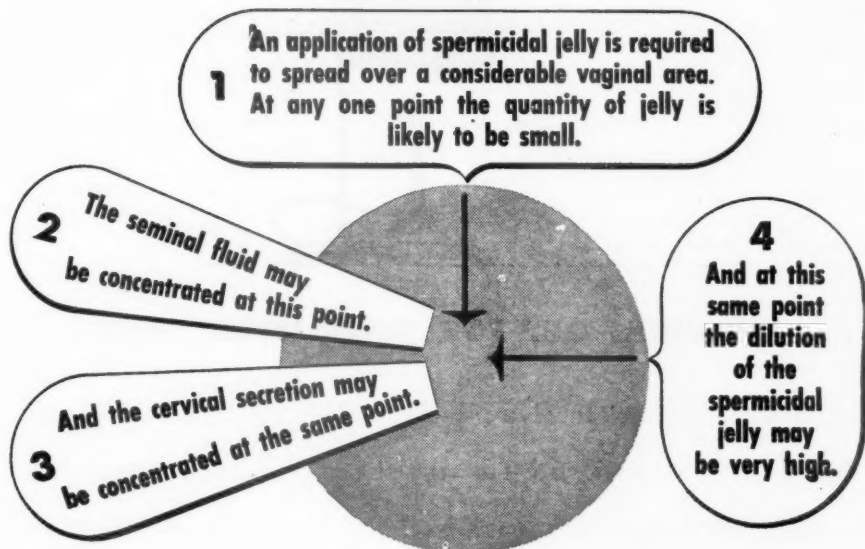 1
An application of spermicidal jelly is required
to spread over a considerable vaginal area.
At any one point the quantity of jelly is
likely to be small.
2
The seminal fluid may
be concentrated at this point.
3
And the cervical secretion may
be concentrated at the same point.
4
And at this
same point
the dilution
of the
spermicidal
jelly may
be very high.